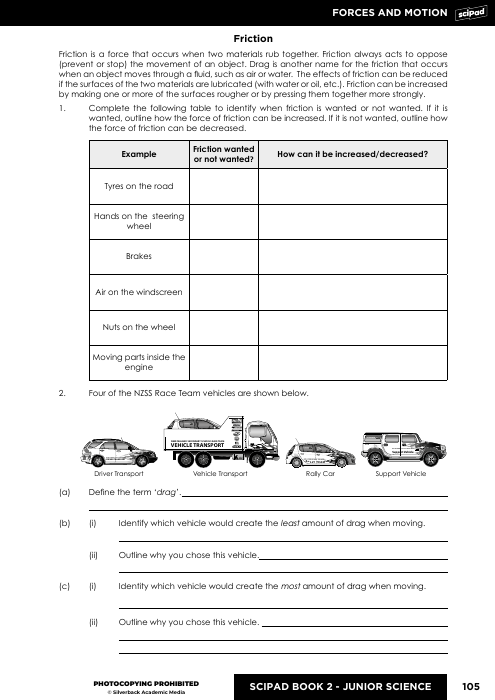 FORCES AND MOTION scipad
Friction
Friction is a force that occurs when two materials rub together. Friction always acts to oppose
(prevent or stop) the movement of an object. Drag is another name for the friction that occurs
when an object moves through a fluid, such as air or water. The effects of friction can be reduced
if the surfaces of the two materials are lubricated (with water or oil, etc.). Friction can be increased
by making one or more of the surfaces rougher or by pressing them together more strongly.
1. Complete the following table to identify when friction is wanted or not wanted. If it is
wanted, outline how the force of friction can be increased. If it is not wanted, outline how
the force of friction can be decreased.
Example
Friction wanted
or not wanted?
How can it be increased/decreased?
Tyres on the road
Hands on the steering
wheel
Brakes
Air on the windscreen
Nuts on the wheel
Moving parts inside the
engine
2. Four of the NZSS Race Team vehicles are shown below.
VEHICLE TRANSPORT
Driver Transport
Vehicle Transport
Rally Car
Support Vehicle
(a) Define the term ‘drag’.
(b) (i) Identify which vehicle would create the least amount of drag when moving.
(ii) Outline why you chose this vehicle.
(c) (i) Identify which vehicle would create the most amount of drag when moving.
(ii) Outline why you chose this vehicle.
PHOTOCOPYING PROHIBITED
© Silverback Academic Media
SCIPAD BOOK 2 - JUNIOR SCIENCE
105